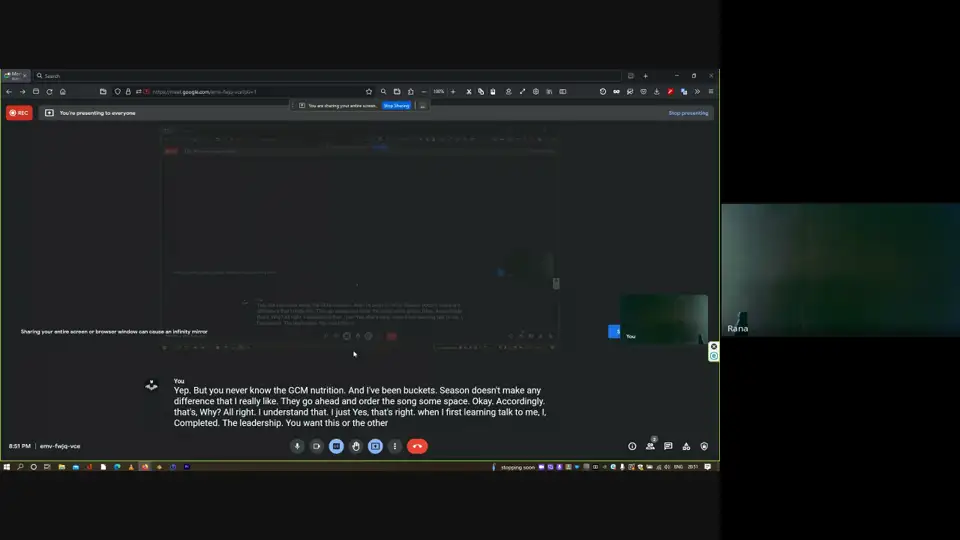 Search
https://meet.google.com/emv-fwjq-vce?pli=1
100%
You are sharing your entire screen.
Stop Sharing
REC
You're presenting to everyone
Stop presenting
Sharing your entire screen or browser window can cause an infinity mirror
You
You
Yep. But you never know the GCM nutrition. And I've been buckets. Season doesn't make any
difference that I really like. They go ahead and order the song some space. Okay. Accordingly.
that's, Why? All right. I understand that. I just Yes, that's right. when I first learning talk to me, I,
Completed. The leadership. You want this or the other
8:51 PM | emv-fwjq-vce
2
stopping soon
ENG
20:51
Rana